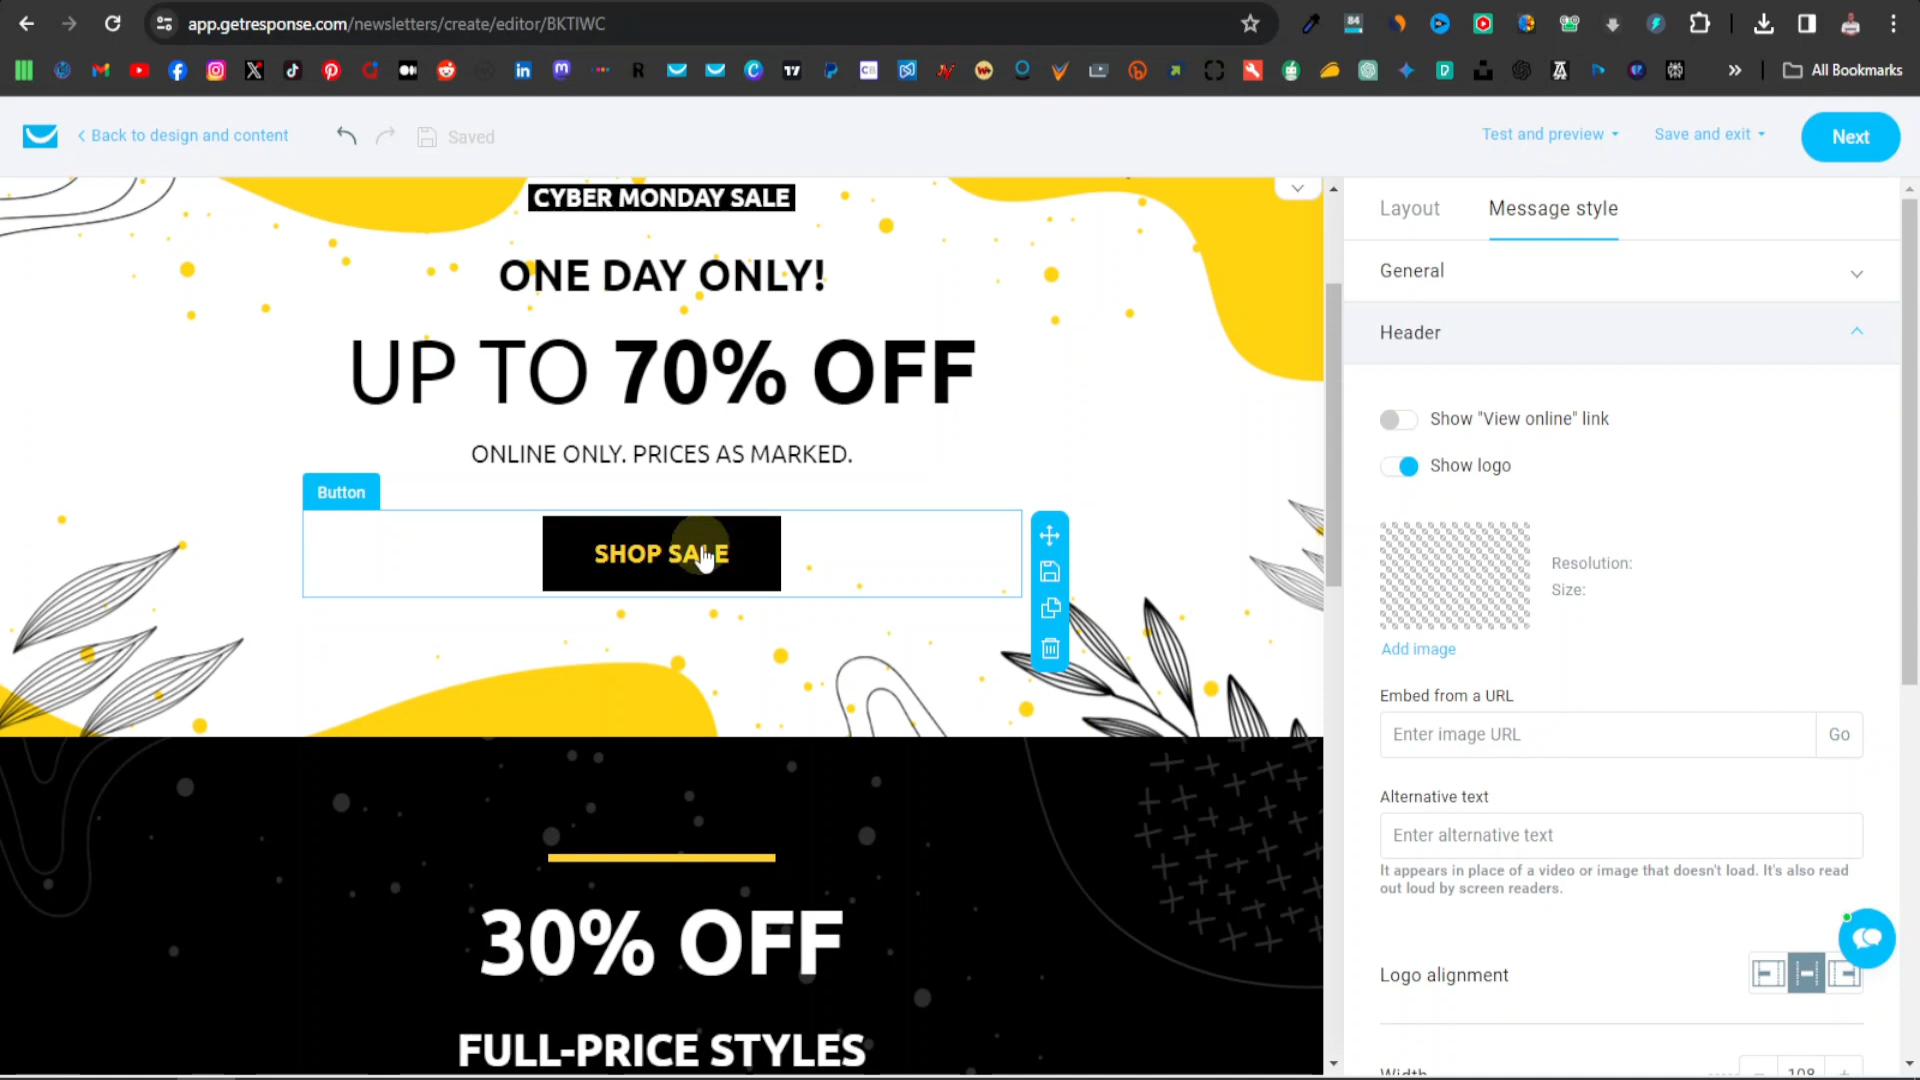 app.getresponse.com/newsletters/create/editor/BKTIWC
84
All Bookmarks
Back to design and content
Saved
Test and preview
Save and exit
Next
CYBER MONDAY SALE
ONE DAY ONLY!
UP TO 70% OFF
ONLINE ONLY. PRICES AS MARKED.
Button
SHOP SALE
30% OFF
FULL-PRICE STYLES
Layout
Message style
General
Header
Show "View online" link
Show logo
Resolution:
Size:
Add image
Embed from a URL
Enter image URL
Go
Alternative text
Enter alternative text
It appears in place of a video or image that doesn't load. It's also read
out loud by screen readers.
Logo alignment
Width
108